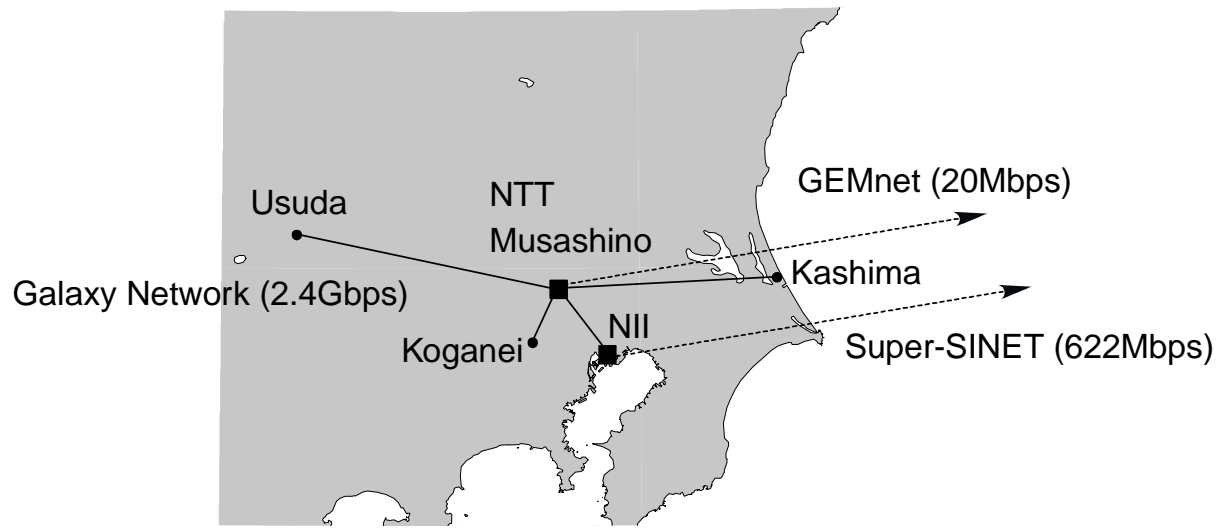 GEMnet (20Mbps)
Usuda
NTT
Musashino
Kashima
Galaxy Network (2.4Gbps)
NII
Koganei
Super-SINET (622Mbps)